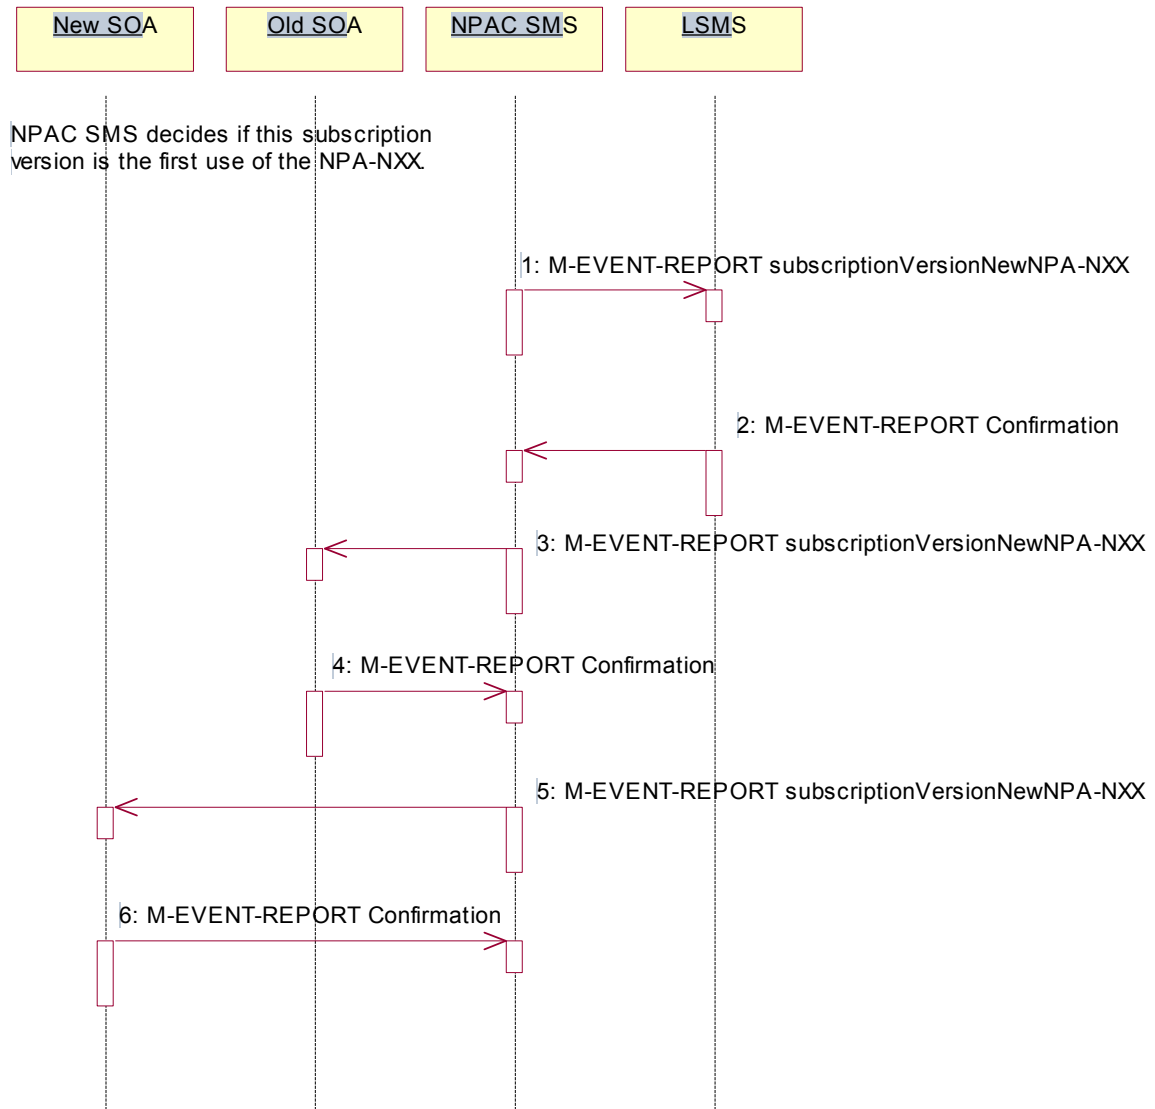 New SOA
Old SOA
NPAC SMS
LSMS
NPAC SMS decides if this subscription
version is the first use of the NPA-NXX.
1: M-EVENT-REPORT subscriptionVersionNewNPA-NXX
2: M-EVENT-REPORT Confirmation
3: M-EVENT-REPORT subscriptionVersionNewNPA-NXX
4: M-EVENT-REPORT Confirmation
5: M-EVENT-REPORT subscriptionVersionNewNPA-NXX
6: M-EVENT-REPORT Confirmation